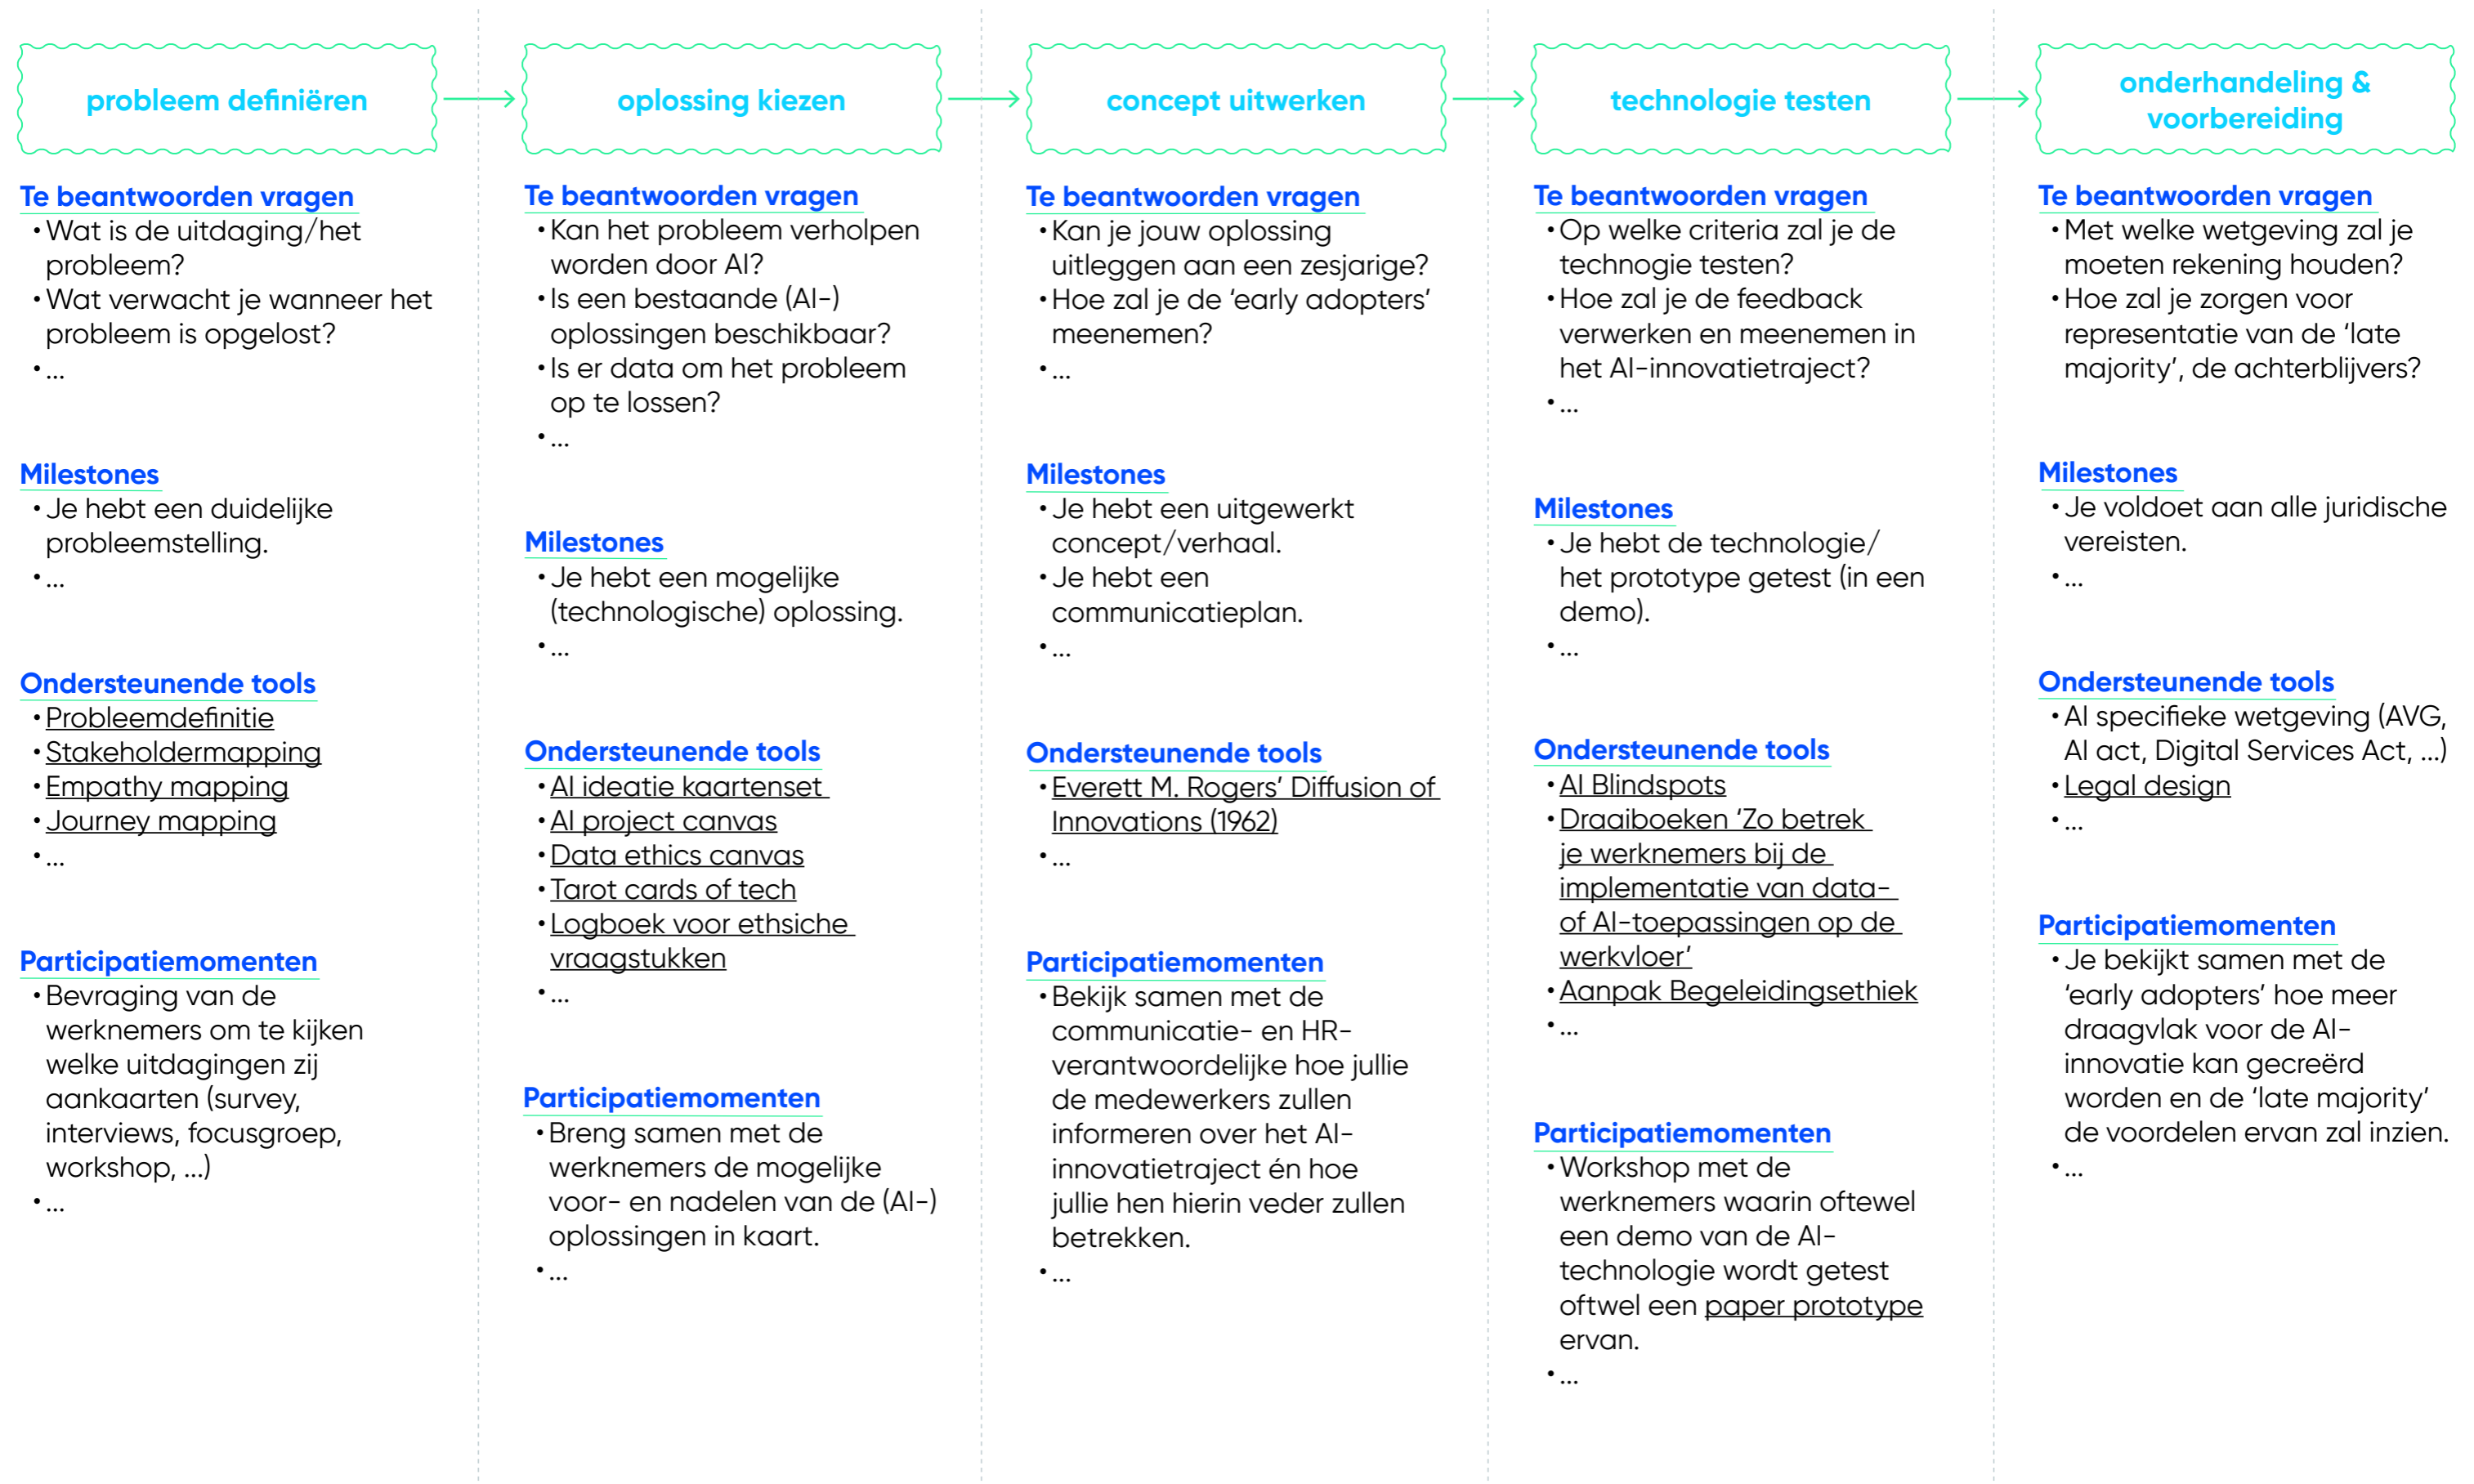 probleem definiëren
Te beantwoorden vragen
• Wat is de uitdaging/het
probleem?
• Wat verwacht je wanneer het
probleem is opgelost?
• ...
Milestones
• Je hebt een duidelijke
probleemstelling.
• ...
Ondersteunende tools
• Probleemdefinitie
• Stakeholdermapping
• Empathy mapping
• Journey mapping
• ...
Participatiemomenten
• Bevraging van de
werknemers om te kijken
welke uitdagingen zij
aankaarten (survey,
interviews, focusgroep,
workshop, ...)
• ...
oplossing kiezen
Te beantwoorden vragen
• Kan het probleem verholpen
worden door AI?
• Is een bestaande (AI-)
oplossingen beschikbaar?
• Is er data om het probleem
op te lossen?
• ...
Milestones
• Je hebt een mogelijke
(technologische) oplossing.
• ...
Ondersteunende tools
• AI ideatie kaartenset
• AI project canvas
• Data ethics canvas
• Tarot cards of tech
• Logboek voor ethsiche
vraagstukken
• ...
Participatiemomenten
• Breng samen met de
werknemers de mogelijke
voor- en nadelen van de (AI-)
oplossingen in kaart.
• ...
concept uitwerken
Te beantwoorden vragen
• Kan je jouw oplossing
uitleggen aan een zesjarige?
• Hoe zal je de ‘early adopters’
meenemen?
• ...
Milestones
• Je hebt een uitgewerkt
concept/verhaal.
• Je hebt een
communicatieplan.
• ...
Ondersteunende tools
• Everett M. Rogers’ Diffusion of
Innovations (1962)
• ...
Participatiemomenten
• Bekijk samen met de
communicatie- en HR-
verantwoordelijke hoe jullie
de medewerkers zullen
informeren over het AI-
innovatietraject én hoe
jullie hen hierin veder zullen
betrekken.
• ...
technologie testen
Te beantwoorden vragen
• Op welke criteria zal je de
technogie testen?
• Hoe zal je de feedback
verwerken en meenemen in
het AI-innovatietraject?
• ...
Milestones
• Je hebt de technologie/
het prototype getest (in een
demo).
• ...
Ondersteunende tools
• AI Blindspots
• Draaiboeken ‘Zo betrek
je werknemers bij de
implementatie van data-
of AI-toepassingen op de
werkvloer’
• Aanpak Begeleidingsethiek
• ...
Participatiemomenten
• Workshop met de
werknemers waarin oftewel
een demo van de AI-
technologie wordt getest
oftwel een paper prototype
ervan.
• ...
onderhandeling &
voorbereiding
Te beantwoorden vragen
• Met welke wetgeving zal je
moeten rekening houden?
• Hoe zal je zorgen voor
representatie van de ‘late
majority’, de achterblijvers?
Milestones
• Je voldoet aan alle juridische
vereisten.
• ...
Ondersteunende tools
• AI specifieke wetgeving (AVG,
AI act, Digital Services Act, ...)
• Legal design
• ...
Participatiemomenten
• Je bekijkt samen met de
‘early adopters’ hoe meer
draagvlak voor de AI-
innovatie kan gecreërd
worden en de ‘late majority’
de voordelen ervan zal inzien.
• ...